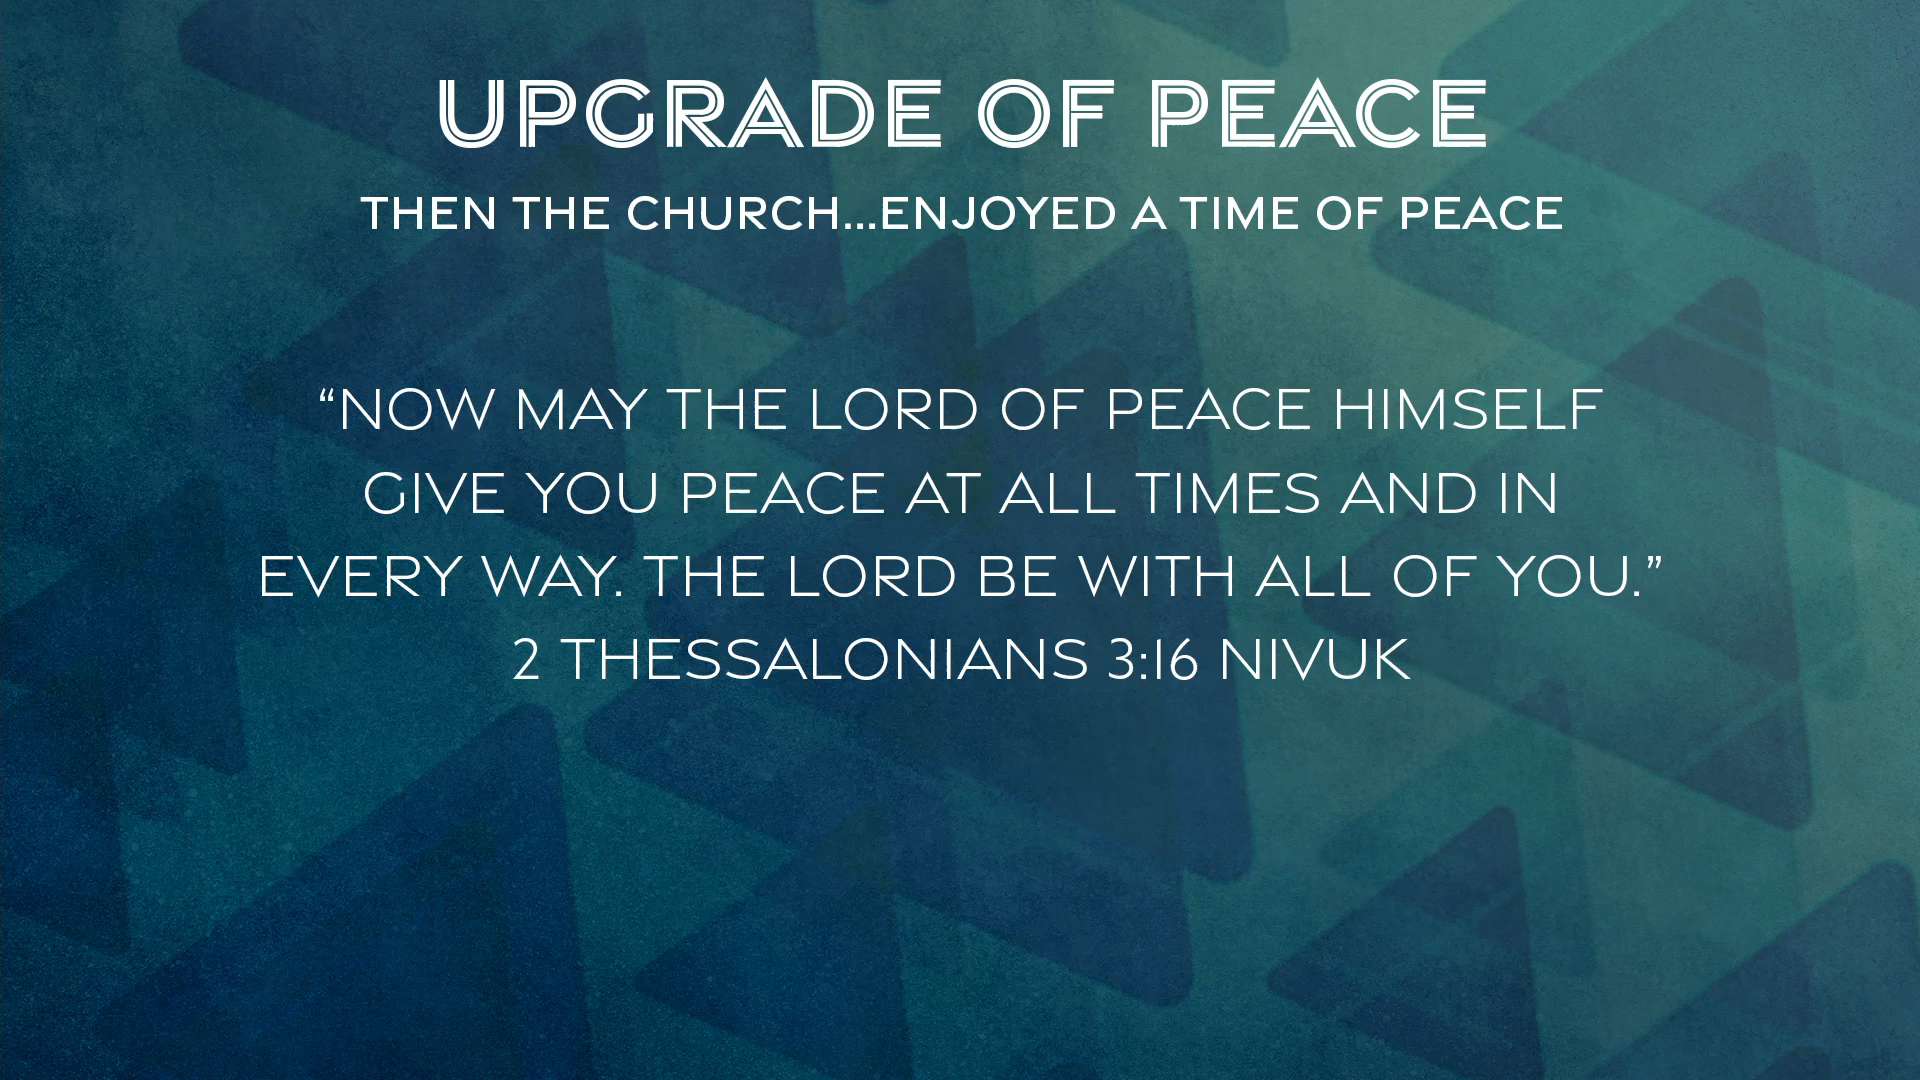 UPGRADE OF PEACE
THEN THE CHURCH...ENJOYED A TIME OF PEACE
“NOW MAY THE LORD OF PEACE HIMSELF
GIVE YOU PEACE AT ALL TIMES AND IN
EVERY WAY. THE LORD BE WITH ALL OF YOU.”
2 THESSALONIANS 3:16 NIVUK